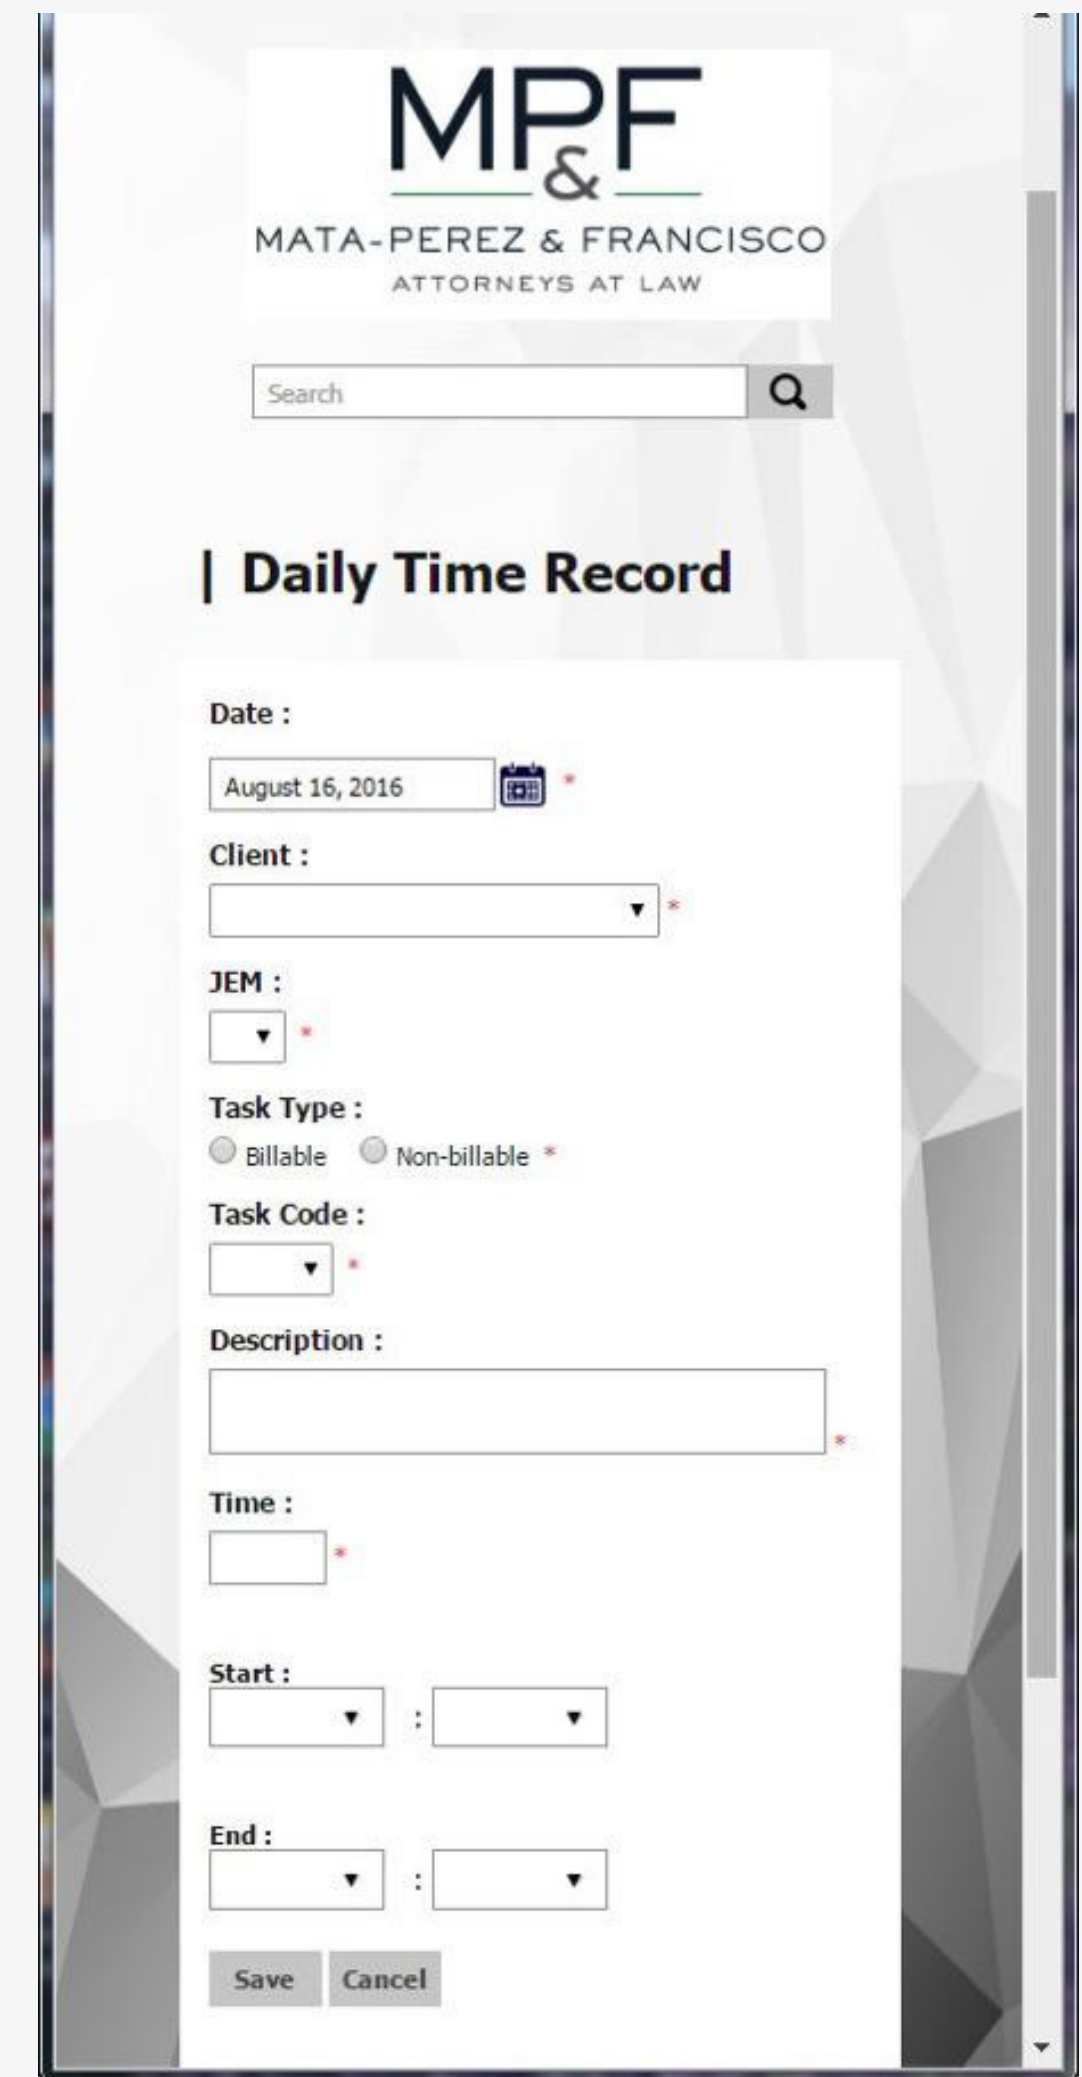 MP&F
MATA-PEREZ & FRANCISCO
ATTORNEYS AT LAW
Search
| Daily Time Record
Date :
August 16, 2016 *
Client :
*
JEM :
*
Task Type :
Billable Non-billable *
Task Code :
*
Description :
*
Time :
*
Start :
:
End :
:
Save Cancel